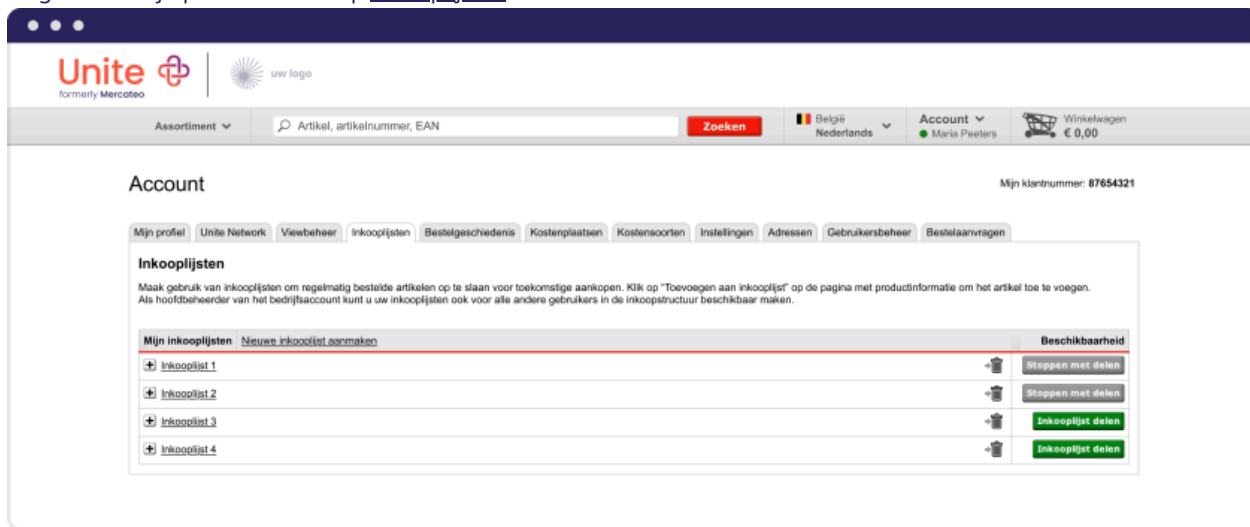 Unite
formerly Mercateo
uw logo
Assortiment
Artikel, artikelnummer, EAN
Zoeken
België
Nederlands
Account
Maria Peeters
Winkelwagen
€ 0,00
Account
Mijn klantnummer: 87654321
Mijn profiel Unite Network Viewbeheer Inkooplijsten Bestelgeschiedenis Kostenplaatsen Kostensoorten Instellingen Adressen Gebruikersbeheer Bestelaanvragen
Inkooplijsten
Maak gebruik van inkooplijsten om regelmatig bestelde artikelen op te slaan voor toekomstige aankopen. Klik op "Toevoegen aan inkooplijst" op de pagina met productinformatie om het artikel toe te voegen.
Als hoofdbeheerder van het bedrijfsaccount kunt u uw inkooplijsten ook voor alle andere gebruikers in de inkoopstructuur beschikbaar maken.
Mijn inkooplijsten Nieuwe inkooplijst aanmaken Beschikbaarheid
Inkooplijst 1 Stoppen met delen
Inkooplijst 2 Stoppen met delen
Inkooplijst 3 Inkooplijst delen
Inkooplijst 4 Inkooplijst delen